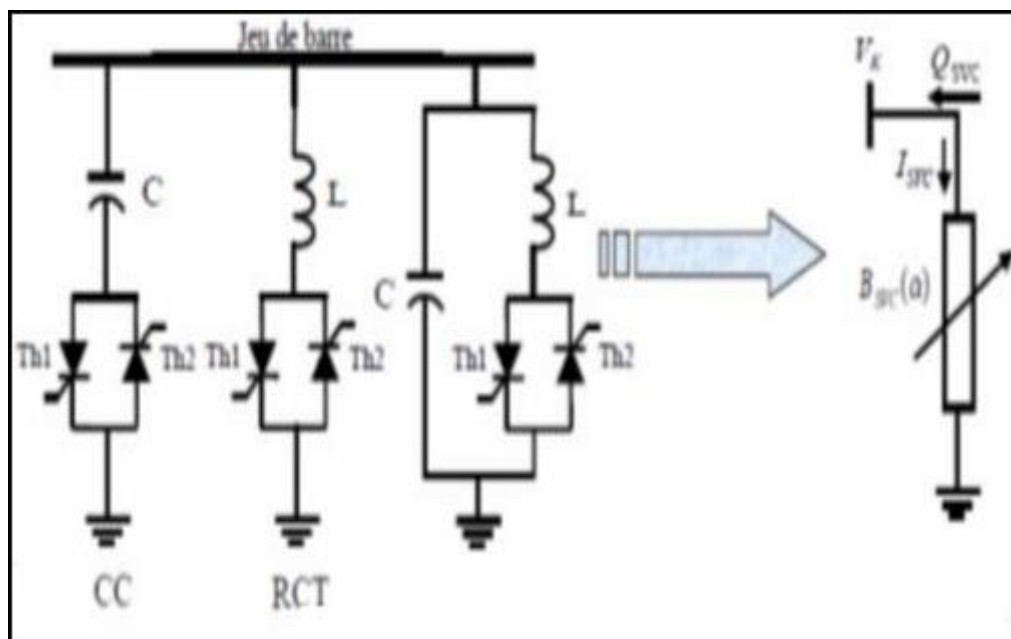 Jeu de barre
V_K
Q_SVC
I_SVC
C
L
L
C
B_SVC(α)
Th1
Th2
Th1
Th2
Th1
Th2
CC
RCT